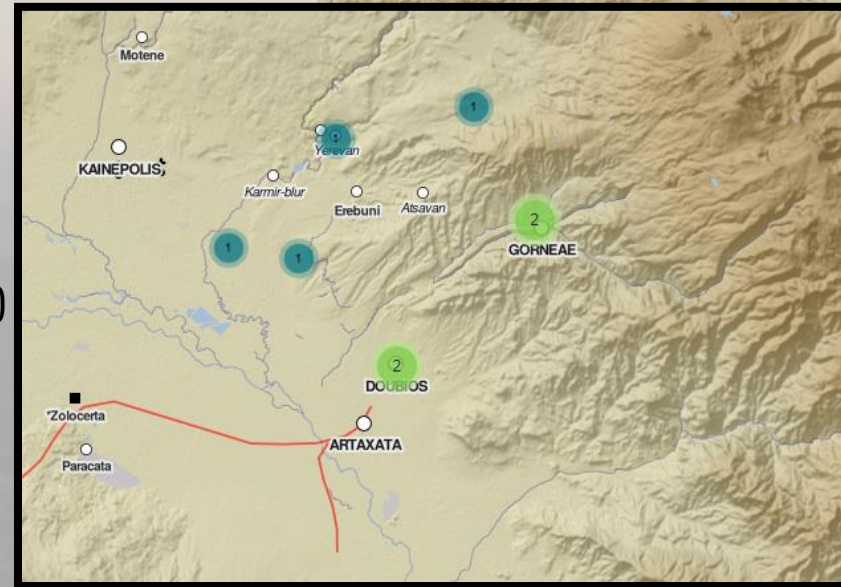 Motene
1
1
Yerevan
KAINEPOLIS
Karmir-blur
Erebuni
Atsavan
2
GORNEAE
1
1
)
2
DOUBIOS
*Zolocerta
ARTAXATA
Paracata